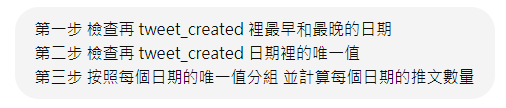 第一步 檢查再 tweet_created 裡最早和最晚的日期
第二步 檢查再 tweet_created 日期裡的唯一值
第三步 按照每個日期的唯一值分組 並計算每個日期的推文數量